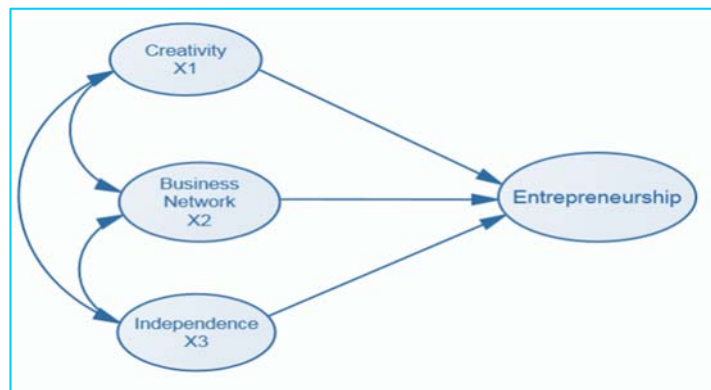 Creativity
X1
Business
Network
X2
Entrepreneurship
Independence
X3